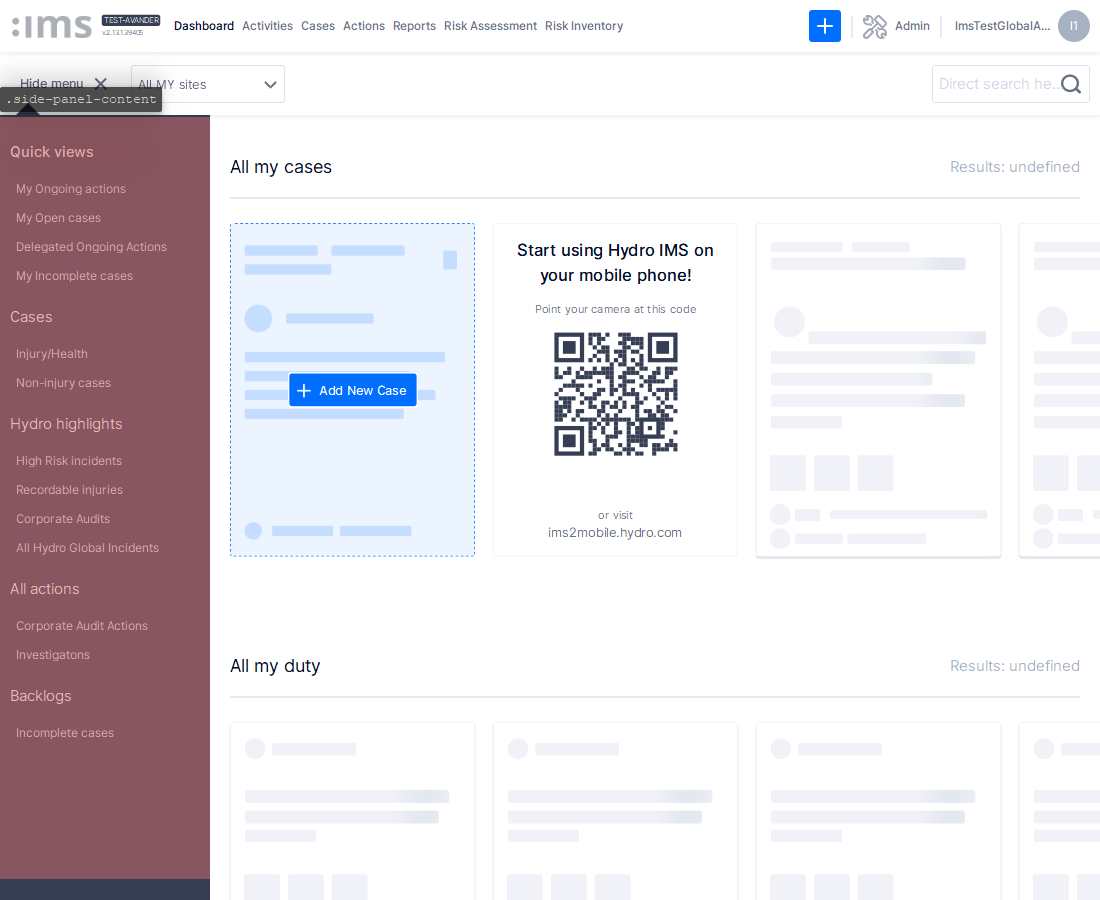 :ims
TEST-AVANDER
v2.13.1.39405
Dashboard Activities Cases Actions Reports Risk Assessment Risk Inventory
Admin
ImsTestGlobalA...
I1
Hide menu
All MY sites
Direct search he...
.side-panel-content
Quick views
My Ongoing actions
My Open cases
Delegated Ongoing Actions
My Incomplete cases
Cases
Injury/Health
Non-injury cases
Hydro highlights
High Risk incidents
Recordable injuries
Corporate Audits
All Hydro Global Incidents
All actions
Corporate Audit Actions
Investigatons
Backlogs
Incomplete cases
All my cases
Results: undefined
Add New Case
Start using Hydro IMS on
your mobile phone!
Point your camera at this code
or visit
ims2mobile.hydro.com
All my duty
Results: undefined